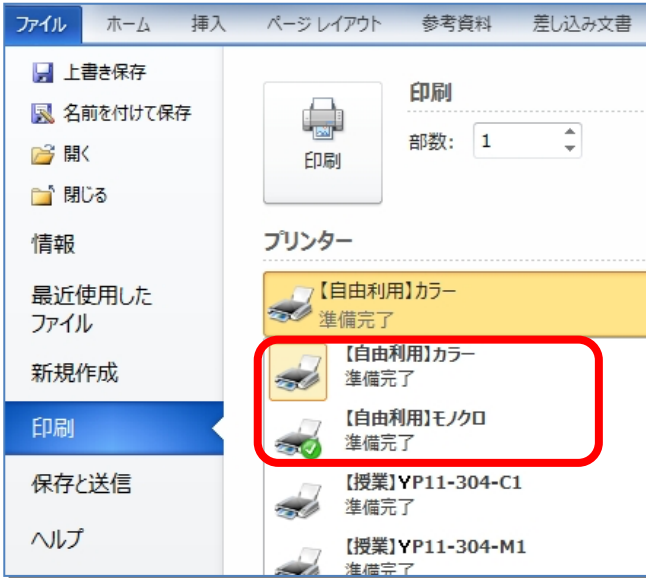 ファイル ホーム 挿入 ページ レイアウト 参考資料 差し込み文書
上書き保存
名前を付けて保存
開く
閉じる
情報
最近使用した
ファイル
新規作成
印刷
保存と送信
ヘルプ
印刷
印刷
部数: 1
プリンター
【自由利用】カラー
準備完了
【自由利用】カラー
準備完了
【自由利用】モノクロ
準備完了
【授業】YP11-304-C1
準備完了
【授業】YP11-304-M1
準備完了